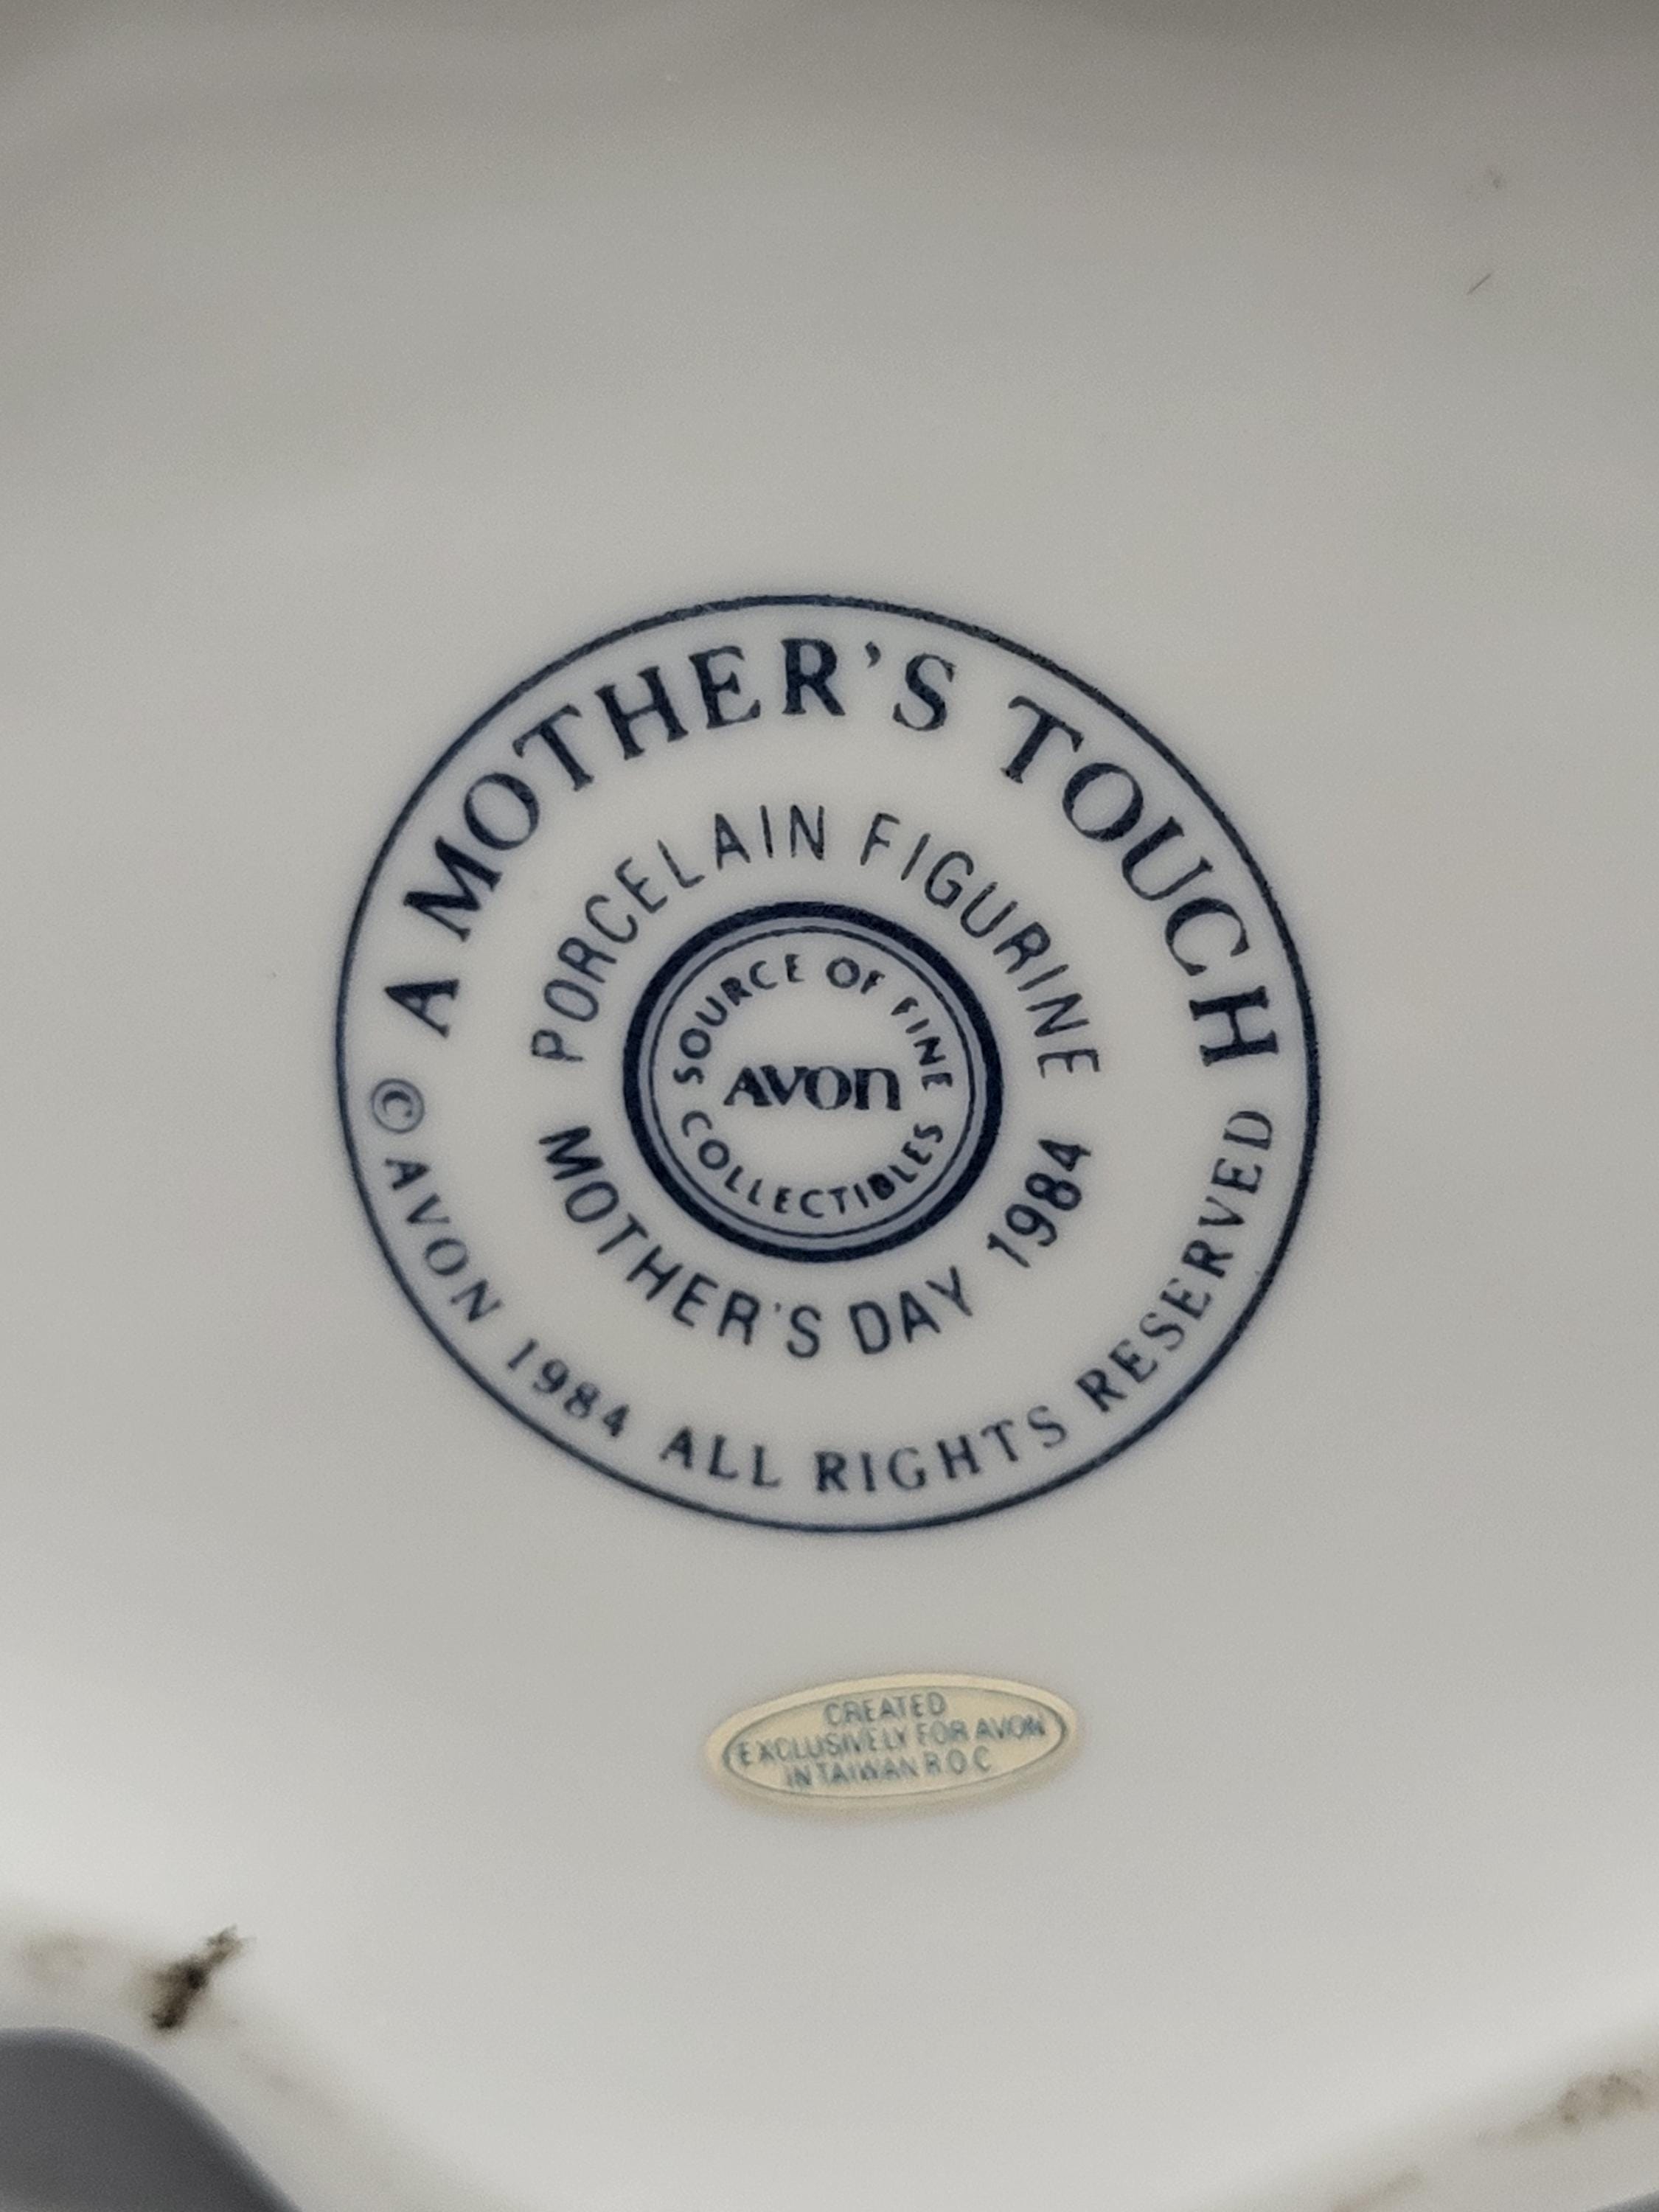 A MOTHER'S TOUCH
PORCELAIN FIGURINE
SOURCE OF FINE
AVON
COLLECTIBLES
MOTHER'S DAY 1984
© AVON 1984 ALL RIGHTS RESERVED
CREATED
EXCLUSIVELY FOR AVON
IN TAIWAN R.O.C